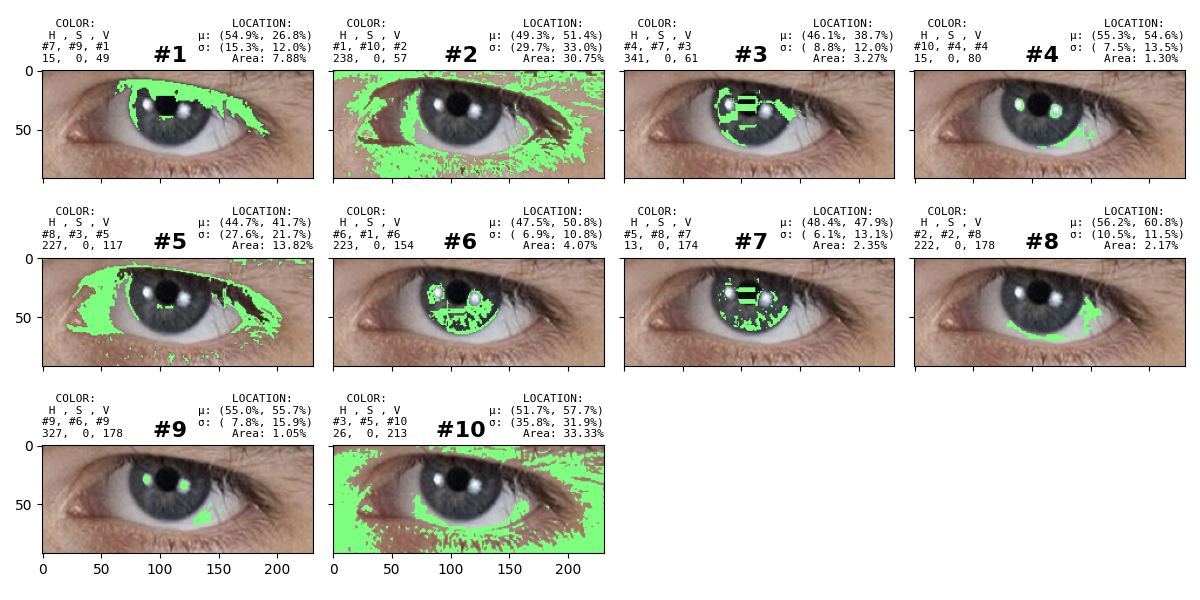 COLOR: LOCATION:
H , S , V μ: (54.9%, 26.8%)
#7, #9, #1 #1 σ: (15.3%, 12.0%)
15, 0, 49 Area: 7.88%
COLOR: LOCATION:
H , S , V μ: (49.3%, 51.4%)
#1, #10, #2 #2 σ: (29.7%, 33.0%)
238, 0, 57 Area: 30.75%
COLOR: LOCATION:
H , S , V μ: (46.1%, 38.7%)
#4, #7, #3 #3 σ: ( 8.8%, 12.0%)
341, 0, 61 Area: 3.27%
COLOR: LOCATION:
H , S , V μ: (55.3%, 54.6%)
#10, #4, #4 #4 σ: ( 7.5%, 13.5%)
15, 0, 80 Area: 1.30%
0
50
COLOR: LOCATION:
H , S , V μ: (44.7%, 41.7%)
#8, #3, #5 #5 σ: (27.6%, 21.7%)
227, 0, 117 Area: 13.82%
COLOR: LOCATION:
H , S , V μ: (47.5%, 50.8%)
#6, #1, #6 #6 σ: ( 6.9%, 10.8%)
223, 0, 154 Area: 4.07%
COLOR: LOCATION:
H , S , V μ: (48.4%, 47.9%)
#5, #8, #7 #7 σ: ( 6.1%, 13.1%)
13, 0, 174 Area: 2.35%
COLOR: LOCATION:
H , S , V μ: (56.2%, 60.8%)
#2, #2, #8 #8 σ: (10.5%, 11.5%)
222, 0, 178 Area: 2.17%
0
50
COLOR: LOCATION:
H , S , V μ: (55.0%, 55.7%)
#9, #6, #9 #9 σ: ( 7.8%, 15.9%)
327, 0, 178 Area: 1.05%
COLOR: LOCATION:
H , S , V μ: (51.7%, 57.7%)
#3, #5, #10 #10 σ: (35.8%, 31.9%)
26, 0, 213 Area: 33.33%
0
50
0 50 100 150 200
0 50 100 150 200